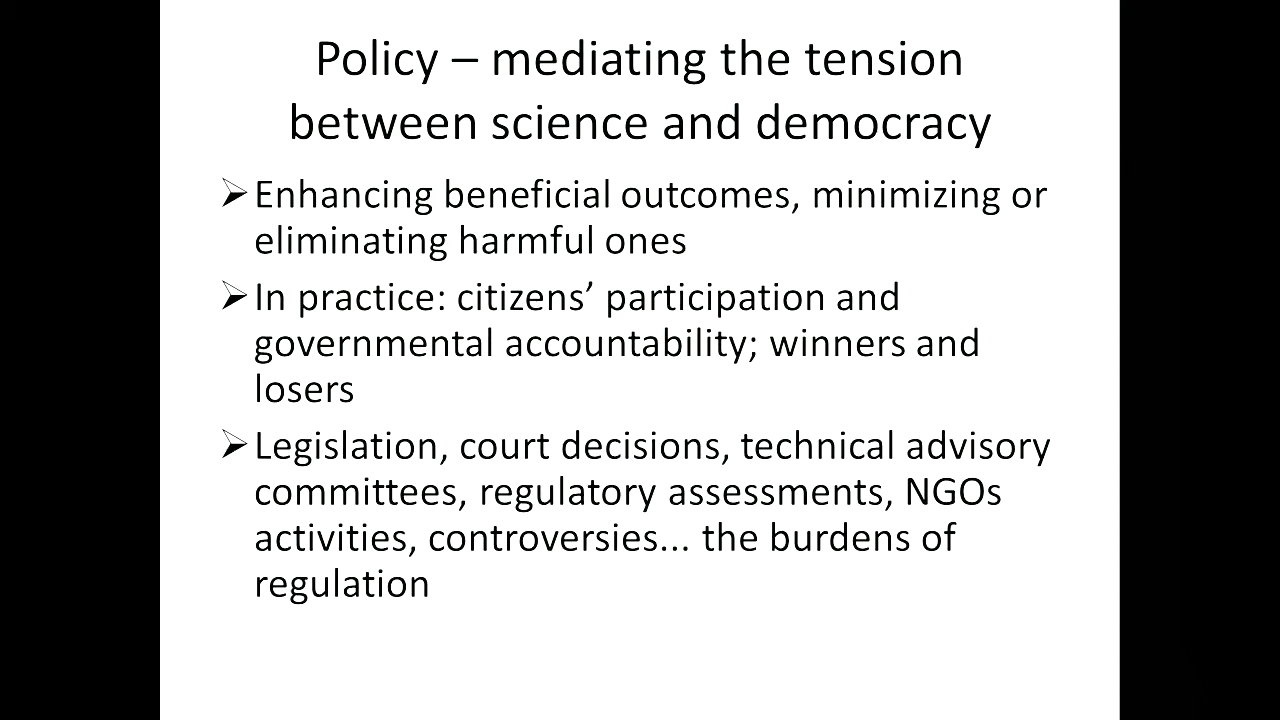 Policy – mediating the tension
between science and democracy
➢Enhancing beneficial outcomes, minimizing or
eliminating harmful ones
➢In practice: citizens’ participation and
governmental accountability; winners and
losers
➢Legislation, court decisions, technical advisory
committees, regulatory assessments, NGOs
activities, controversies... the burdens of
regulation